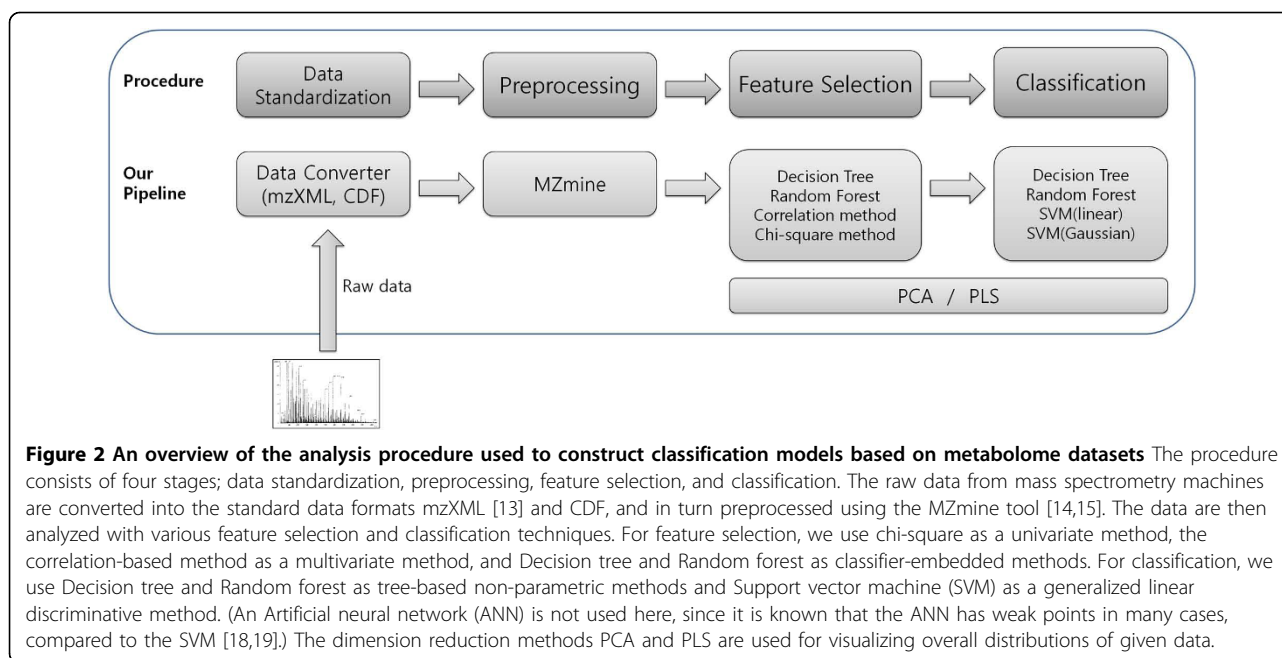 Procedure
Data
Standardization
Preprocessing
Feature Selection
Classification
Our
Pipeline
Data Converter
(mzXML, CDF)
MZmine
Decision Tree
Random Forest
Correlation method
Chi-square method
Decision Tree
Random Forest
SVM(linear)
SVM(Gaussian)
Raw data
PCA / PLS
Figure 2 An overview of the analysis procedure used to construct classification models based on metabolome datasets The procedure
consists of four stages; data standardization, preprocessing, feature selection, and classification. The raw data from mass spectrometry machines
are converted into the standard data formats mzXML [13] and CDF, and in turn preprocessed using the MZmine tool [14,15]. The data are then
analyzed with various feature selection and classification techniques. For feature selection, we use chi-square as a univariate method, the
correlation-based method as a multivariate method, and Decision tree and Random forest as classifier-embedded methods. For classification, we
use Decision tree and Random forest as tree-based non-parametric methods and Support vector machine (SVM) as a generalized linear
discriminative method. (An Artificial neural network (ANN) is not used here, since it is known that the ANN has weak points in many cases,
compared to the SVM [18,19].) The dimension reduction methods PCA and PLS are used for visualizing overall distributions of given data.